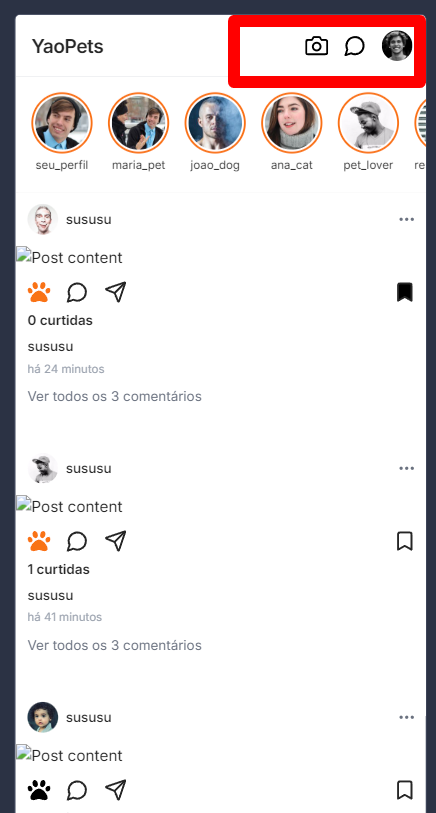 YaoPets
seu_perfil maria_pet joao_dog ana_cat pet_lover re
sususu
Post content
0 curtidas
sususu
há 24 minutos
Ver todos os 3 comentários
sususu
Post content
1 curtidas
sususu
há 41 minutos
Ver todos os 3 comentários
sususu
Post content